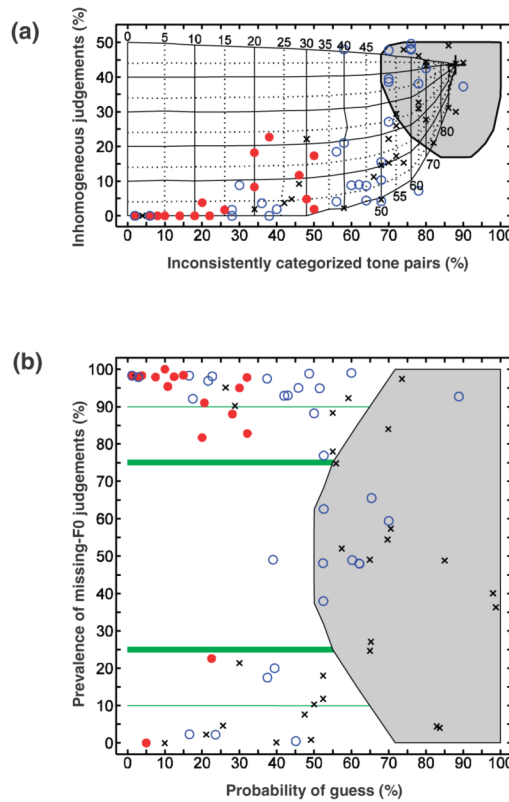 (a)
Inhomogeneous judgements (%)
50
40
30
20
10
0
0 5 10 15 20 25 30 35 40 45
80
70
60
55
50
0 10 20 30 40 50 60 70 80 90 100
Inconsistently categorized tone pairs (%)
(b)
Prevalence of missing-F0 judgements (%)
100
90
80
70
60
50
40
30
20
10
0
0 10 20 30 40 50 60 70 80 90 100
Probability of guess (%)